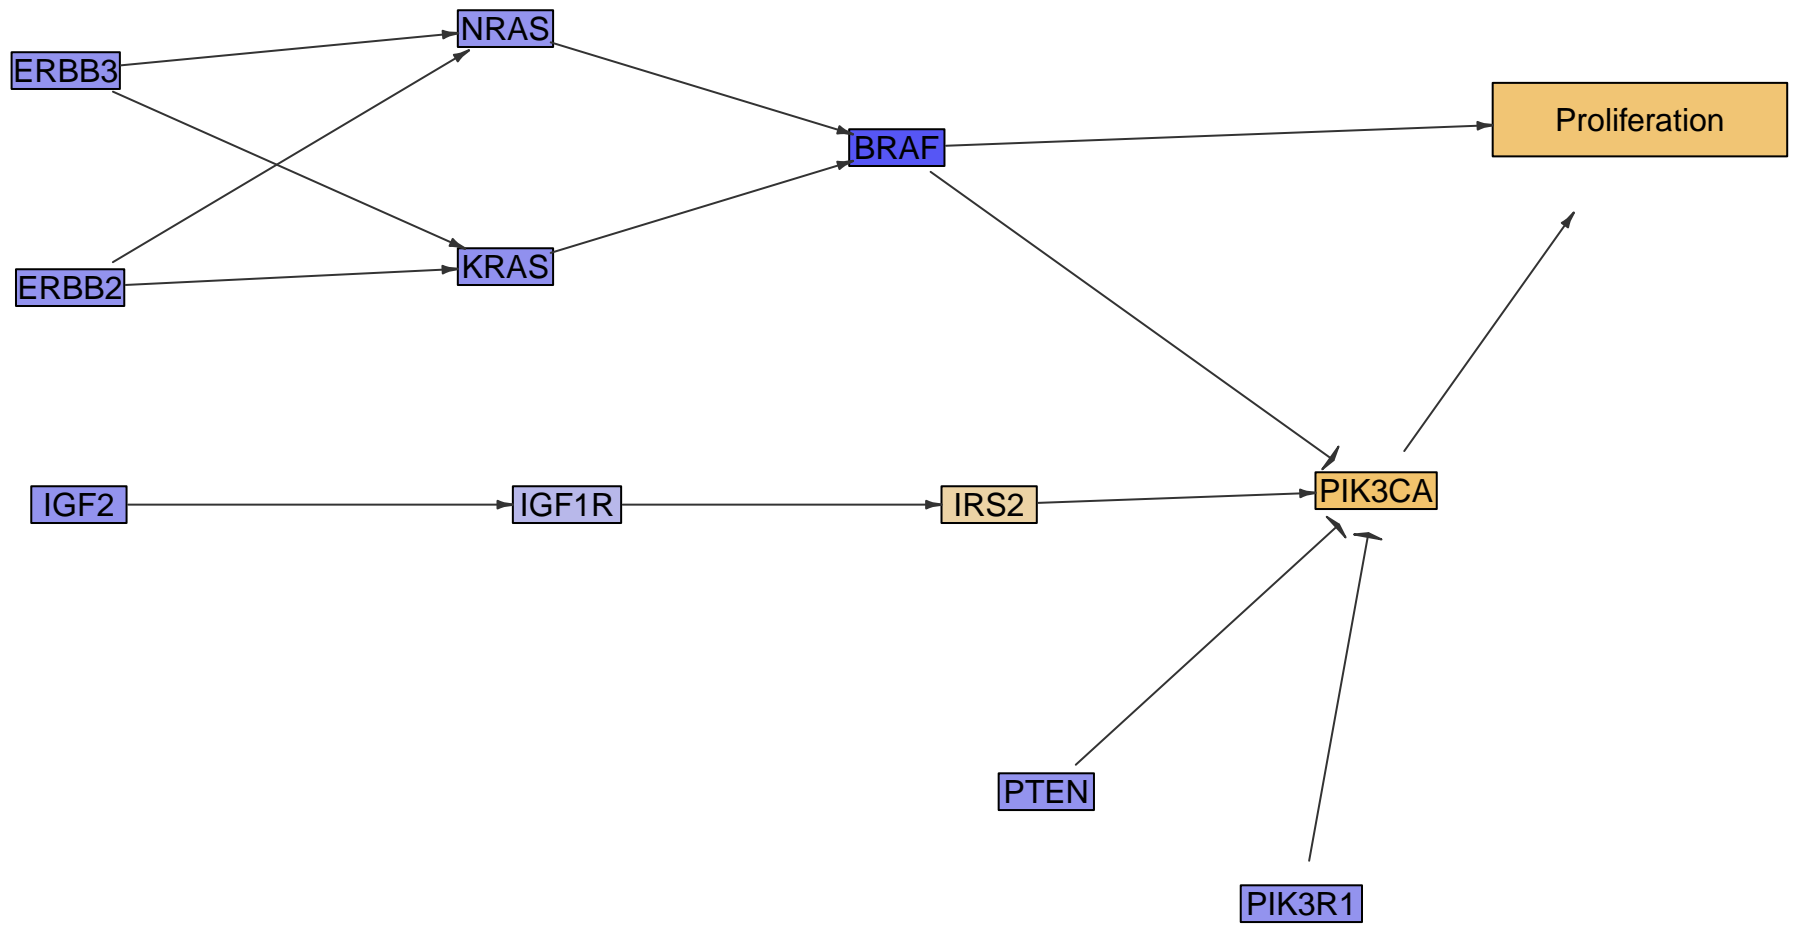 NRAS
ERBB3
Proliferation
BRAF
KRAS
ERBB2
PIK3CA
IGF2
IGF1R
IRS2
PTEN
PIK3R1